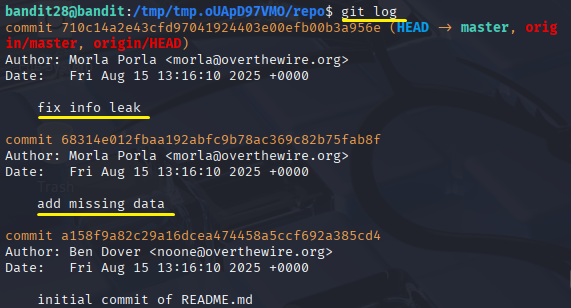 bandit28@bandit:/tmp/tmp.oUApD97VMO/repo$ git log
commit 710c14a2e43cfd97041924403e00efb00b3a956e (HEAD → master, orig
in/master, origin/HEAD)
Author: Morla Porla <morla@overthewire.org>
Date:   Fri Aug 15 13:16:10 2025 +0000
fix info leak
commit 68314e012fbaa192abfc9b78ac369c82b75fab8f
Author: Morla Porla <morla@overthewire.org>
Date:   Fri Aug 15 13:16:10 2025 +0000
Trash
add missing data
commit a158f9a82c29a16dcea474458a5ccf692a385cd4
Author: Ben Dover <noone@overthewire.org>
Date:   Fri Aug 15 13:16:10 2025 +0000
initial commit of README.md